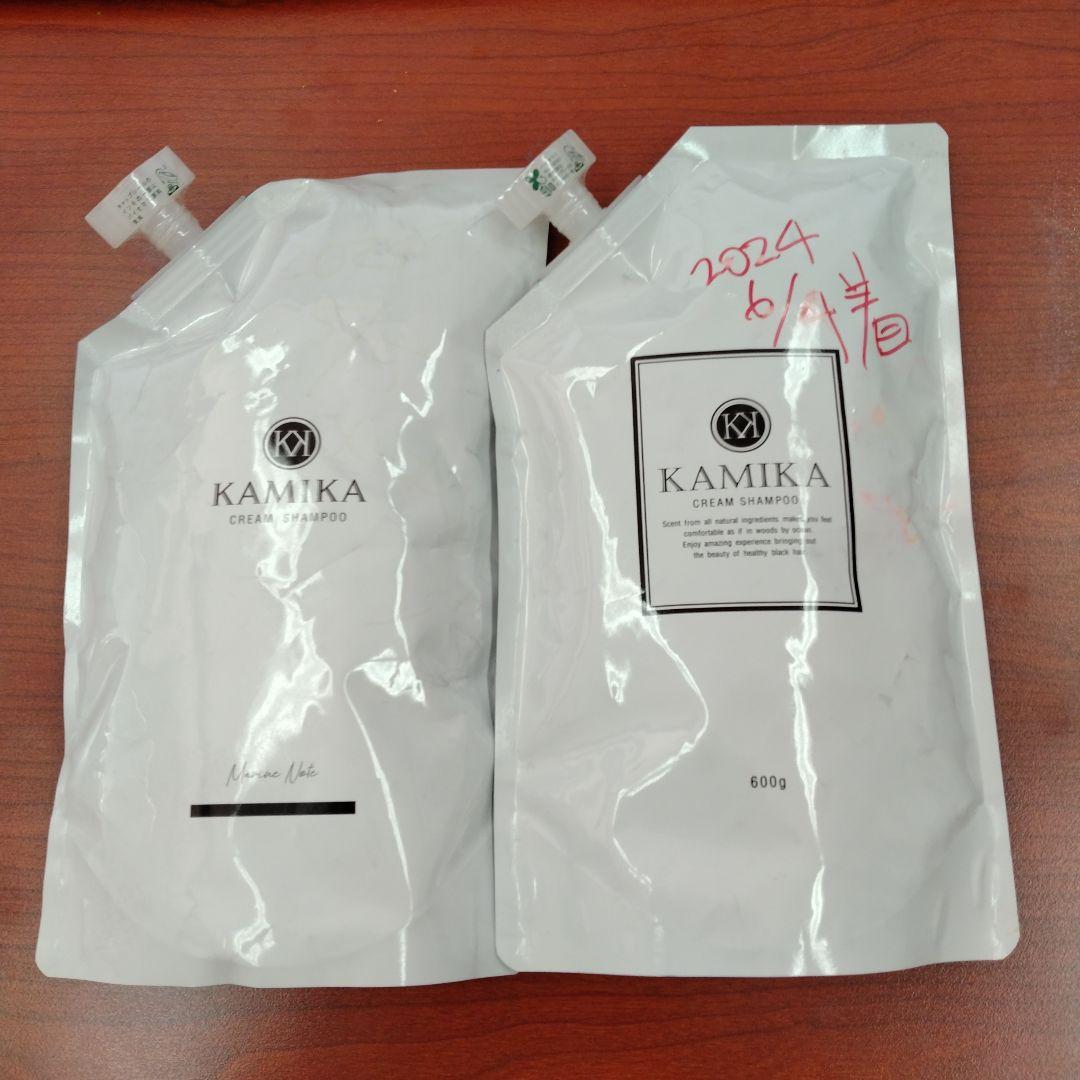 KK
KAMIKA
CREAM SHAMPOO
Marine Note
2024
6/4着
KK
KAMIKA
CREAM SHAMPOO
Scent from all natural ingredients makes you feel
comfortable as if in woods by ocean.
Enjoy amazing experience bringing out
the beauty of healthy black hair
600g